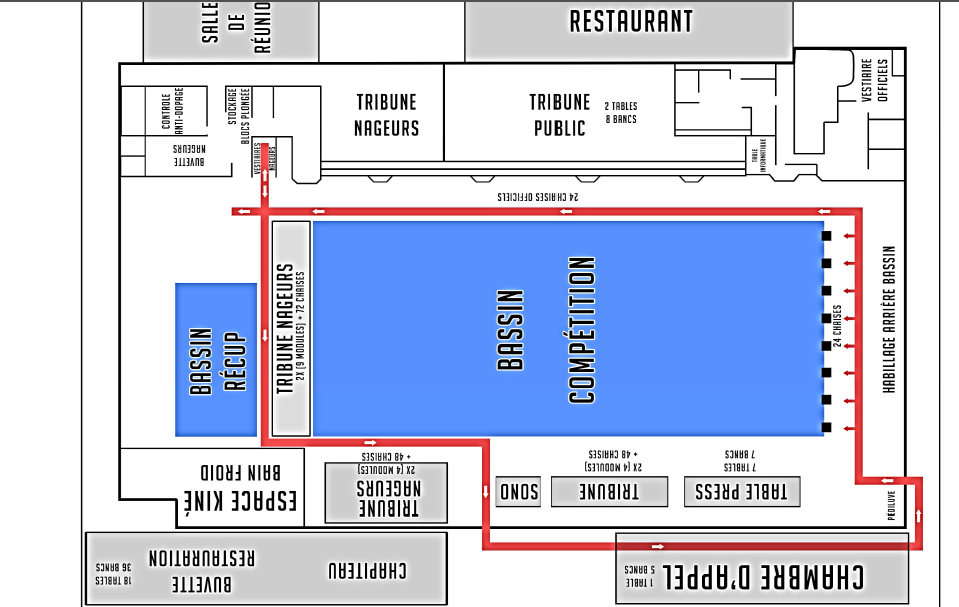 SALLE
DE
RÉUNIO
RESTAURANT
CONTROLE
ANTI-DOPAGE
STOCKAGE
BLOCS PLONGÉE
BUVETTE
NAGEURS
VESTIAIRES
NAGEURS
TRIBUNE
NAGEURS
TRIBUNE
PUBLIC
2 TABLES
8 BANCS
TABLE
INFORMATIQUE
VESTIAIRE
OFFICIELS
24 CHAISES OFFICIELS
BASSIN
RÉCUP
TRIBUNE NAGEURS
2X (9 MODULES) + 72 CHAISES
BASSIN
COMPÉTITION
24 CHAISES
HABILLAGE ARRIÈRE BASSIN
ESPACE KINÉ
BAIN FROID
TRIBUNE
NAGEURS
2X (4 MODULES)
+ 48 CHAISES
SONO
TRIBUNE
2X (4 MODULES)
+ 48 CHAISES
TABLE PRESS
7 TABLES
7 BANCS
PÉDILUVE
CHAPITEAU
BUVETTE
RESTAURATION
18 TABLES
36 BANCS
CHAMBRE D'APPEL
1 TABLE
5 BANCS